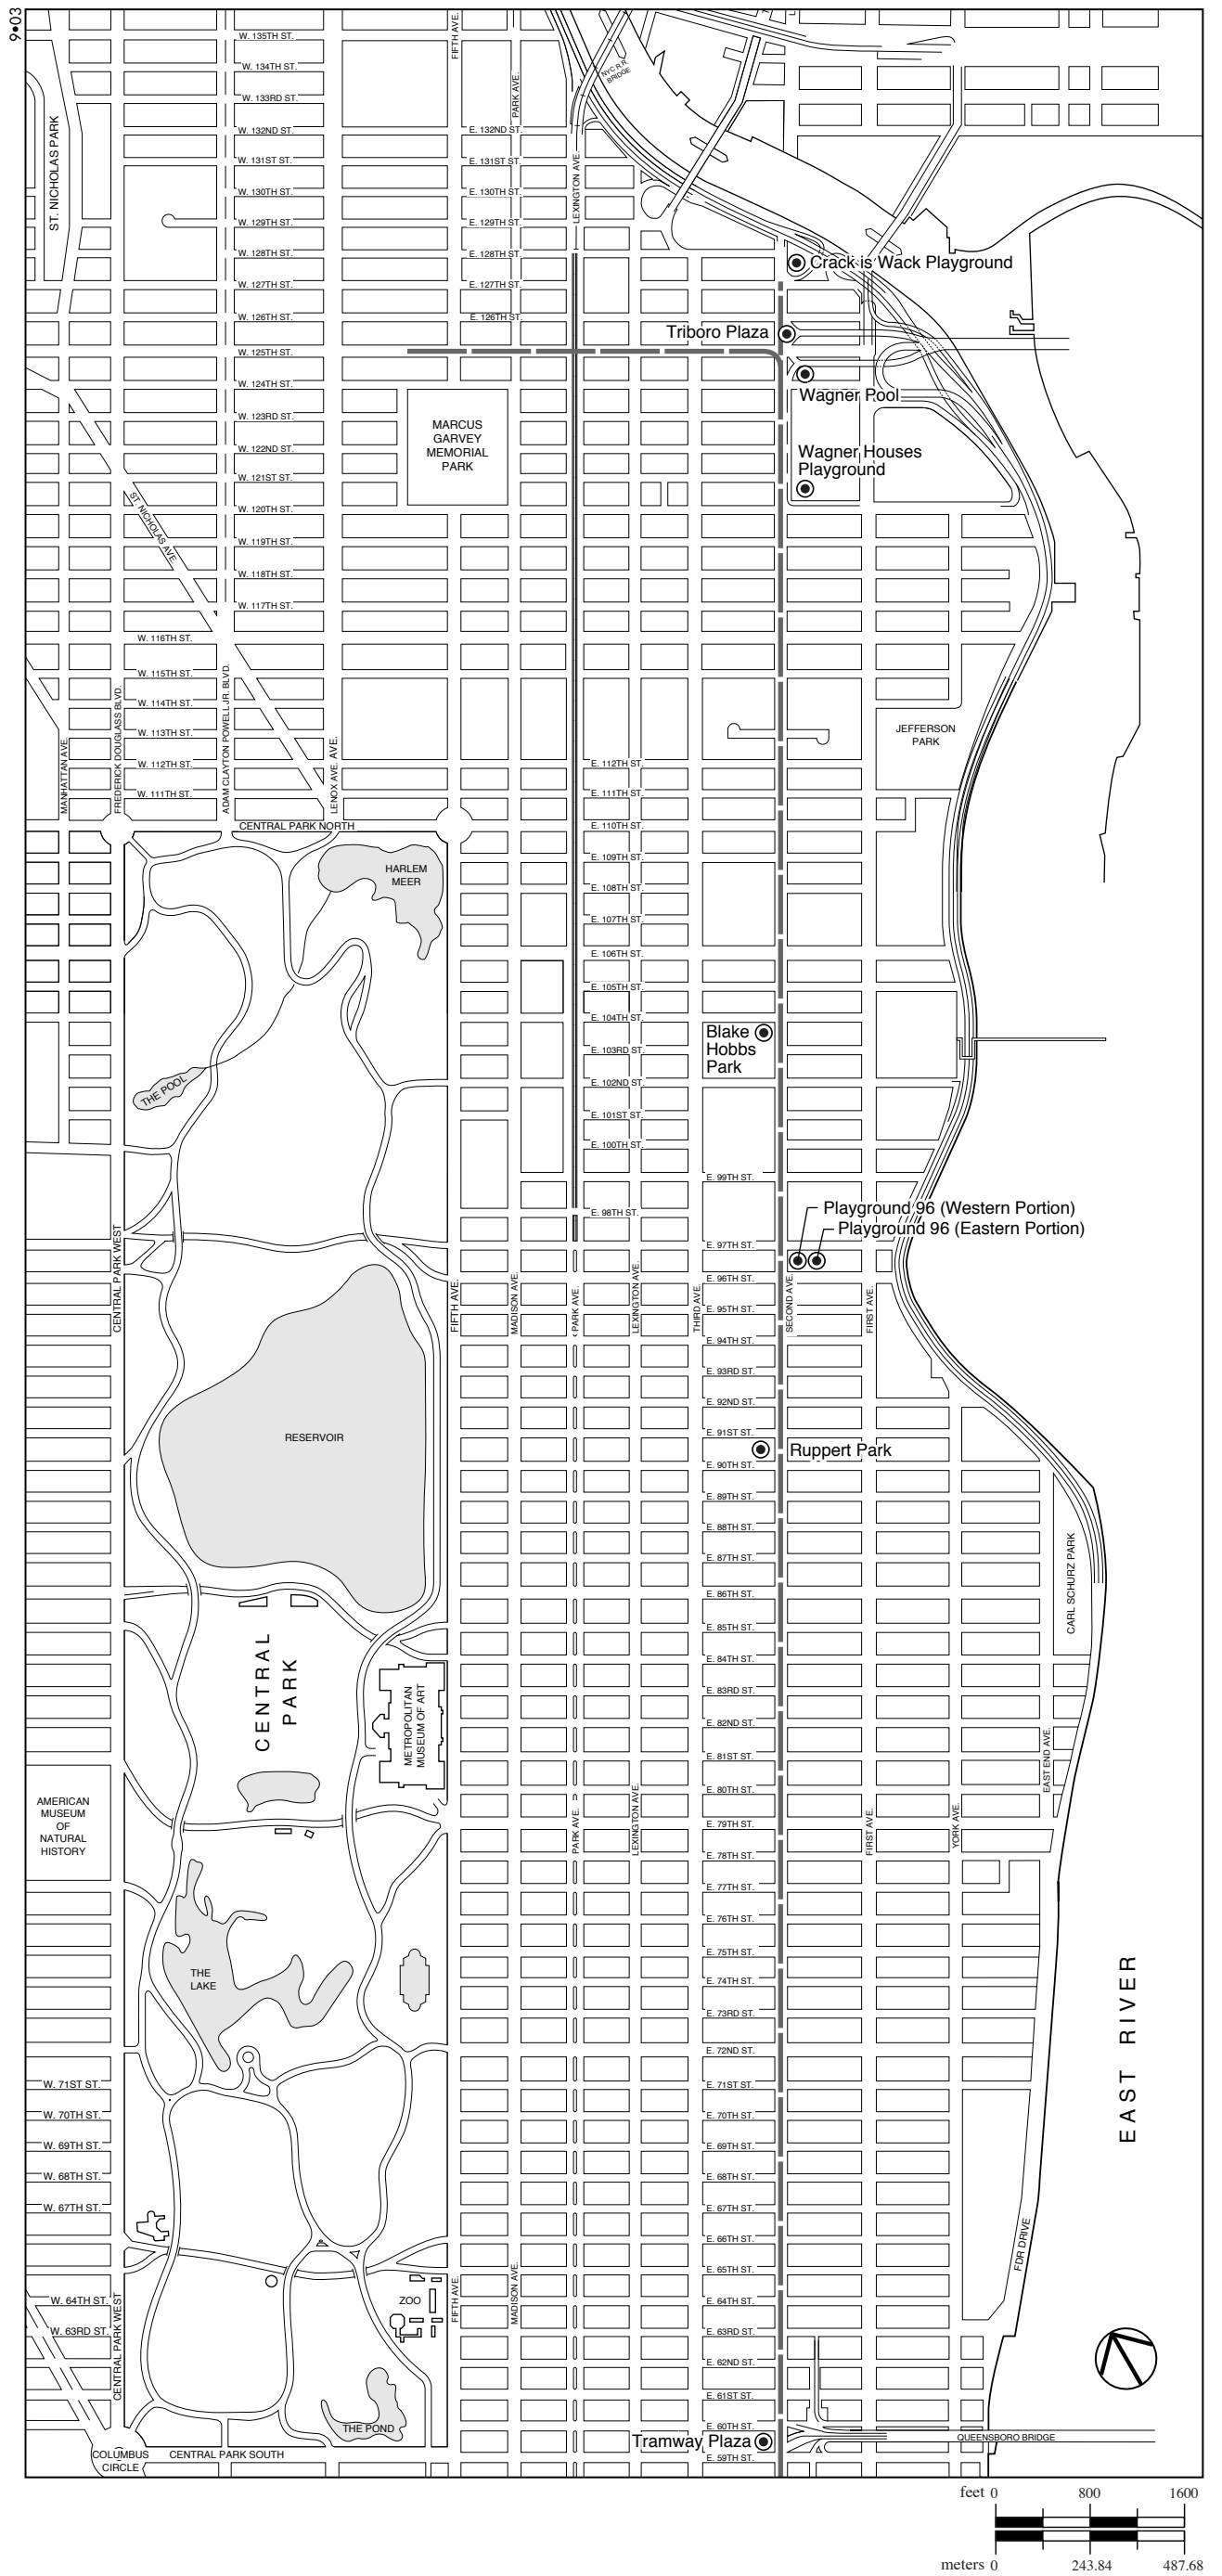 9•03
W. 135TH ST.
W. 134TH ST.
W. 133RD ST.
W. 132ND ST.
W. 131ST ST.
W. 130TH ST.
W. 129TH ST.
W. 128TH ST.
W. 127TH ST.
W. 126TH ST.
W. 125TH ST.
W. 124TH ST.
W. 123RD ST.
W. 122ND ST.
W. 121ST ST.
W. 120TH ST.
W. 119TH ST.
W. 118TH ST.
W. 117TH ST.
W. 116TH ST.
W. 115TH ST.
W. 114TH ST.
W. 113TH ST.
W. 112TH ST.
W. 111TH ST.
FIFTH AVE.
PARK AVE.
LEXINGTON AVE.
NYC R.R.
BRIDGE
ST. NICHOLAS PARK
E. 132ND ST.
E. 131ST ST.
E. 130TH ST.
E. 129TH ST.
E. 128TH ST.
E. 127TH ST.
E. 126TH ST.
Crack is Wack Playground
Triboro Plaza
Wagner Pool
Wagner Houses
Playground
MARCUS
GARVEY
MEMORIAL
PARK
ST. NICHOLAS AVE.
MANHATTAN AVE.
FREDERICK DOUGLASS BLVD.
ADAM CLAYTON POWELL JR. BLVD.
LENOX AVE. AVE.
JEFFERSON
PARK
CENTRAL PARK NORTH
HARLEM
MEER
E. 112TH ST.
E. 111TH ST.
E. 110TH ST.
E. 109TH ST.
E. 108TH ST.
E. 107TH ST.
E. 106TH ST.
E. 105TH ST.
E. 104TH ST.
E. 103RD ST.
E. 102ND ST.
E. 101ST ST.
E. 100TH ST.
E. 99TH ST.
E. 98TH ST.
E. 97TH ST.
E. 96TH ST.
E. 95TH ST.
E. 94TH ST.
E. 93RD ST.
E. 92ND ST.
E. 91ST ST.
E. 90TH ST.
E. 89TH ST.
E. 88TH ST.
E. 87TH ST.
E. 86TH ST.
E. 85TH ST.
E. 84TH ST.
E. 83RD ST.
E. 82ND ST.
E. 81ST ST.
E. 80TH ST.
E. 79TH ST.
E. 78TH ST.
E. 77TH ST.
E. 76TH ST.
E. 75TH ST.
E. 74TH ST.
E. 73RD ST.
E. 72ND ST.
E. 71ST ST.
E. 70TH ST.
E. 69TH ST.
E. 68TH ST.
E. 67TH ST.
E. 66TH ST.
E. 65TH ST.
E. 64TH ST.
E. 63RD ST.
E. 62ND ST.
E. 61ST ST.
E. 60TH ST.
E. 59TH ST.
Blake
Hobbs
Park
THE POOL
Playground 96 (Western Portion)
Playground 96 (Eastern Portion)
CENTRAL PARK WEST
FIFTH AVE.
MADISON AVE.
PARK AVE.
LEXINGTON AVE.
THIRD AVE.
SECOND AVE.
FIRST AVE.
RESERVOIR
Ruppert Park
CARL SCHURZ PARK
CENTRAL
PARK
METROPOLITAN
MUSEUM OF ART
AMERICAN
MUSEUM
OF
NATURAL
HISTORY
PARK AVE.
LEXINGTON AVE.
FIRST AVE.
YORK AVE.
EAST END AVE.
THE
LAKE
EAST RIVER
W. 71ST ST.
W. 70TH ST.
W. 69TH ST.
W. 68TH ST.
W. 67TH ST.
W. 64TH ST.
W. 63RD ST.
ZOO
CENTRAL PARK WEST
FIFTH AVE.
MADISON AVE.
FDR DRIVE
THE POND
Tramway Plaza
QUEENSBORO BRIDGE
COLUMBUS
CIRCLE
CENTRAL PARK SOUTH
feet 0 800 1600
meters 0 243.84 487.68